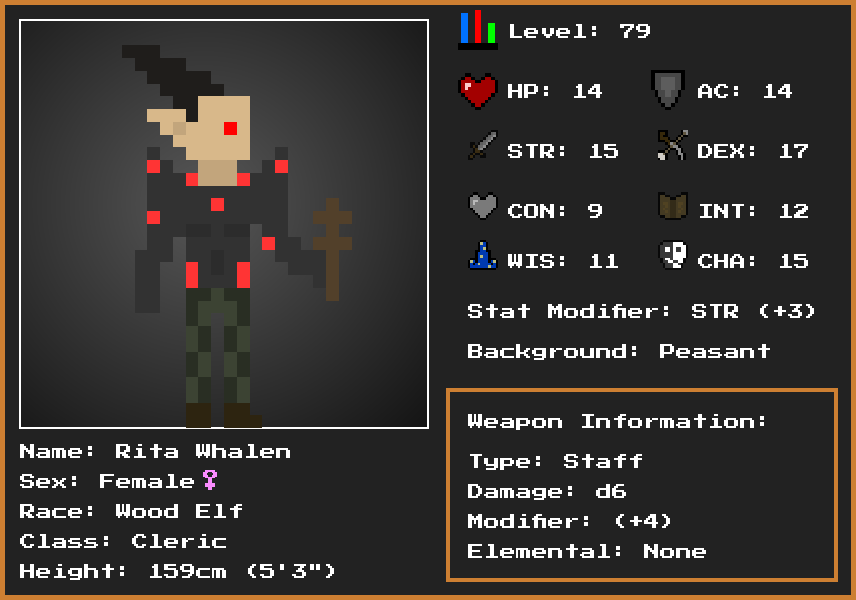 Level: 79
HP: 14
AC: 14
STR: 15
DEX: 17
CON: 9
INT: 12
WIS: 11
CHA: 15
Stat Modifier: STR (+3)
Background: Peasant
Weapon Information:
Type: Staff
Damage: d6
Modifier: (+4)
Elemental: None
Name: Rita Whalen
Sex: Female♀
Race: Wood Elf
Class: Cleric
Height: 159cm (5'3")